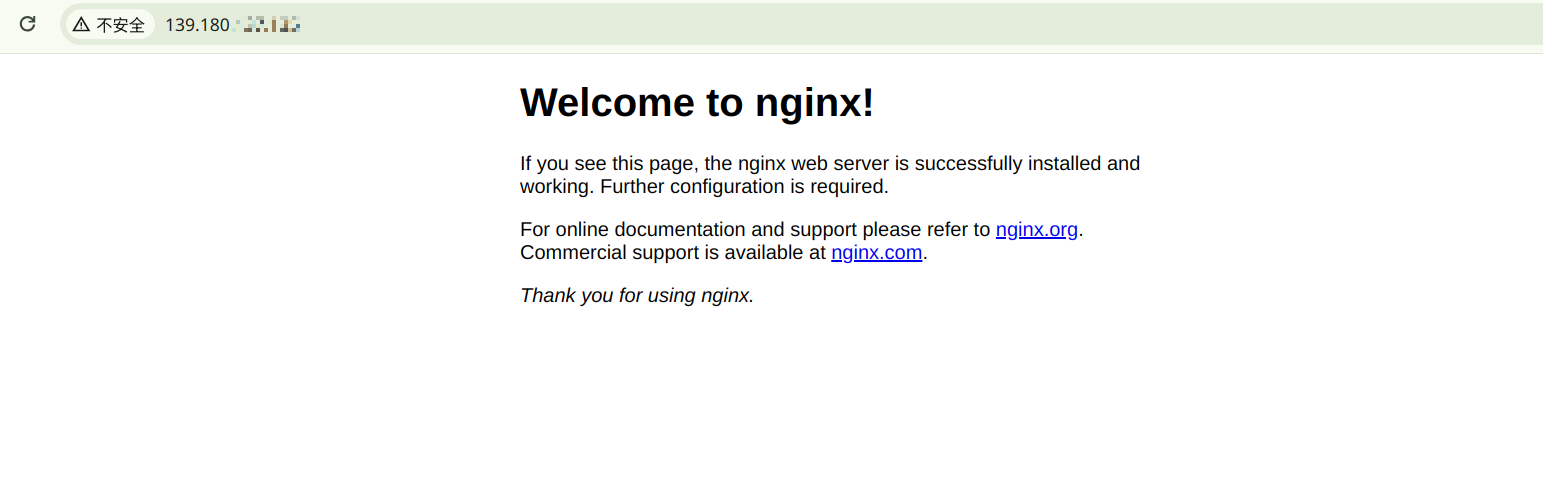 不安全 139.180
Welcome to nginx!
If you see this page, the nginx web server is successfully installed and
working. Further configuration is required.
For online documentation and support please refer to nginx.org.
Commercial support is available at nginx.com.
Thank you for using nginx.